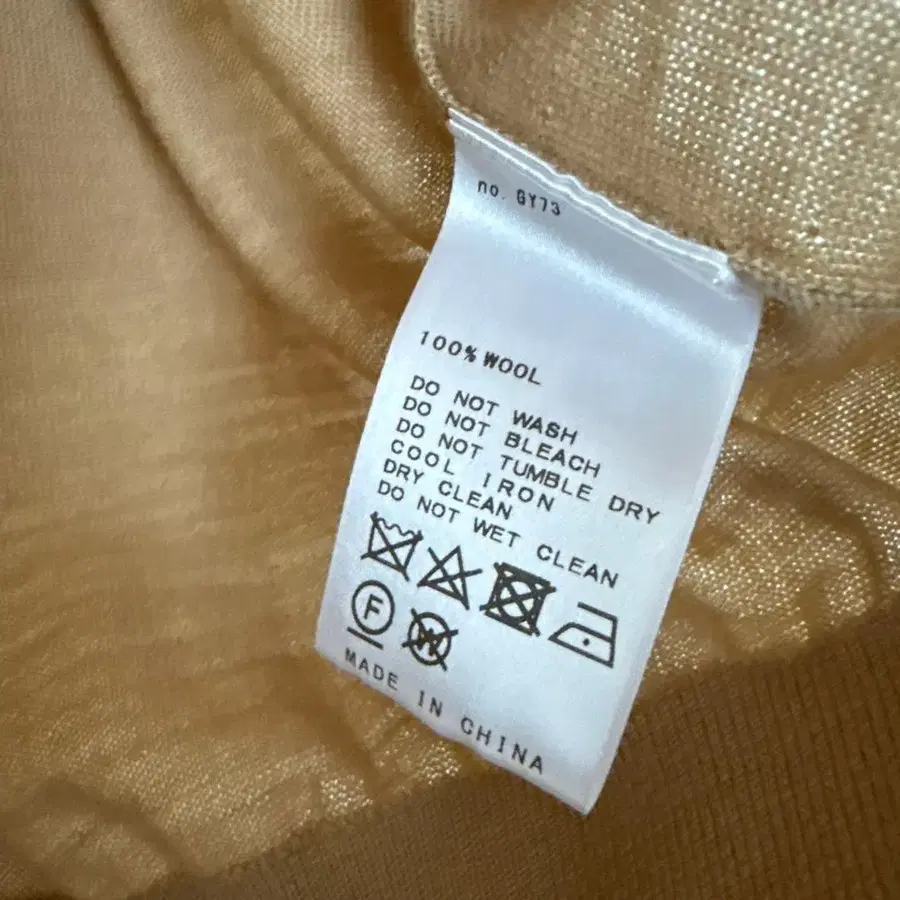 no. GY73
100% WOOL
DO NOT WASH
DO NOT BLEACH
DO NOT TUMBLE DRY
COOL IRON
DRY CLEAN
DO NOT WET CLEAN
F W
MADE IN CHINA